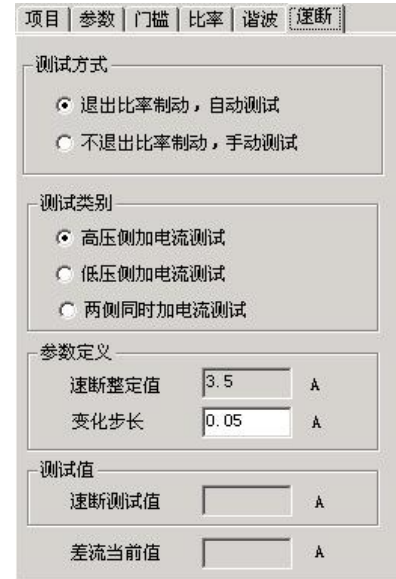 项目 参数 门槛 比率 谐波 速断
测试方式
退出比率制动，自动测试
不退出比率制动，手动测试
测试类别
高压侧加电流测试
低压侧加电流测试
两侧同时加电流测试
参数定义
速断整定值 3.5 A
变化步长 0.05 A
测试值
速断测试值 A
差流当前值 A